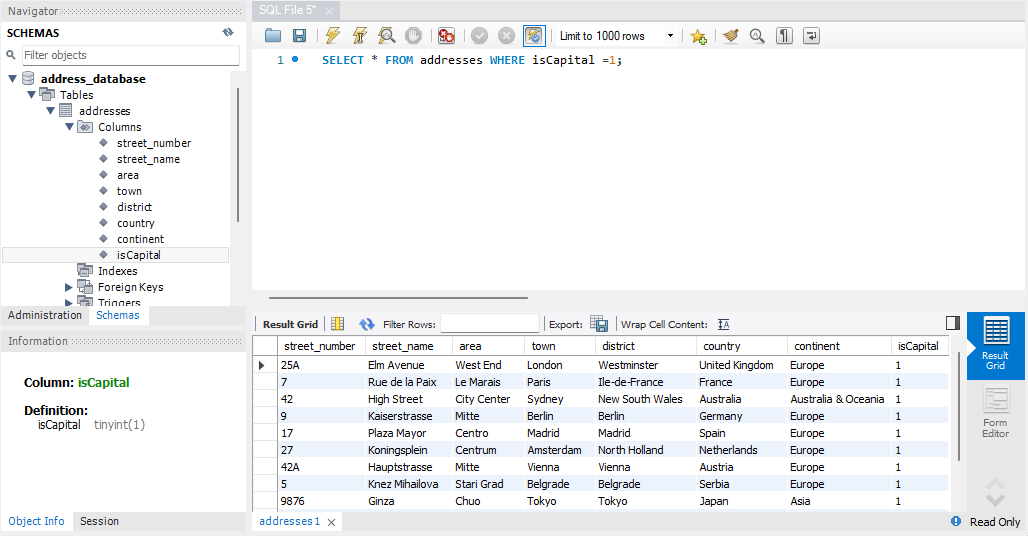 Navigator
SCHEMAS
Filter objects
address_database
Tables
addresses
Columns
street_number
street_name
area
town
district
country
continent
isCapital
Indexes
Foreign Keys
Triggers
Administration Schemas
Information
Column: isCapital
Definition:
isCapital tinyint(1)
Object Info Session
SQL File 5*
Limit to 1000 rows
1 SELECT * FROM addresses WHERE isCapital =1;
Result Grid Filter Rows: Export: Wrap Cell Content:
street_number street_name area town district country continent isCapital
25A Elm Avenue West End London Westminster United Kingdom Europe 1
7 Rue de la Paix Le Marais Paris Ile-de-France France Europe 1
42 High Street City Center Sydney New South Wales Australia Australia & Oceania 1
9 Kaiserstrasse Mitte Berlin Berlin Germany Europe 1
17 Plaza Mayor Centro Madrid Madrid Spain Europe 1
27 Koningsplein Centrum Amsterdam North Holland Netherlands Europe 1
42A Hauptstrasse Mitte Vienna Vienna Austria Europe 1
5 Knez Mihailova Stari Grad Belgrade Belgrade Serbia Europe 1
9876 Ginza Chuo Tokyo Tokyo Japan Asia 1
Result
Grid
Form
Editor
addresses 1
Read Only